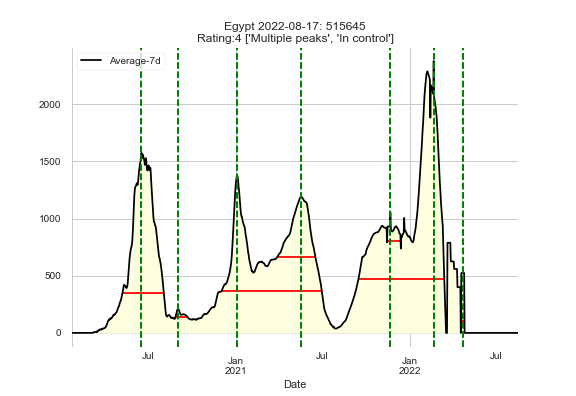 Egypt 2022-08-17: 515645
Rating:4 ['Multiple peaks', 'In control']
Average-7d
2000
1500
1000
500
0
Jul
Jan
2021
Jul
Jan
2022
Jul
Date